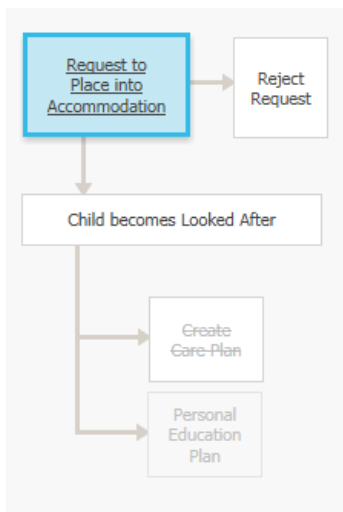 Request to
Place into
Accommodation
Reject
Request
Child becomes Looked After
Create
Care Plan
Personal
Education
Plan